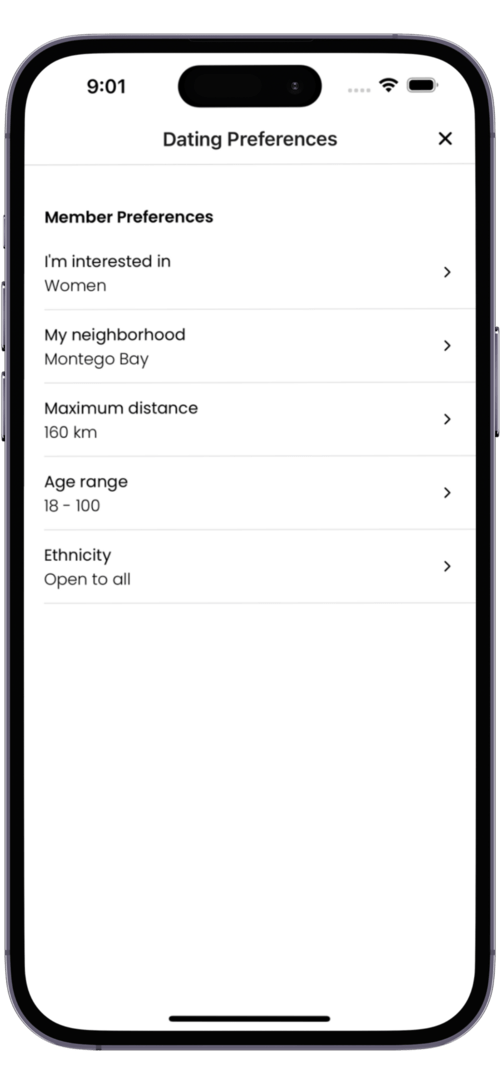 9:01
Dating Preferences
Member Preferences
I'm interested in
Women
My neighborhood
Montego Bay
Maximum distance
160 km
Age range
18 - 100
Ethnicity
Open to all